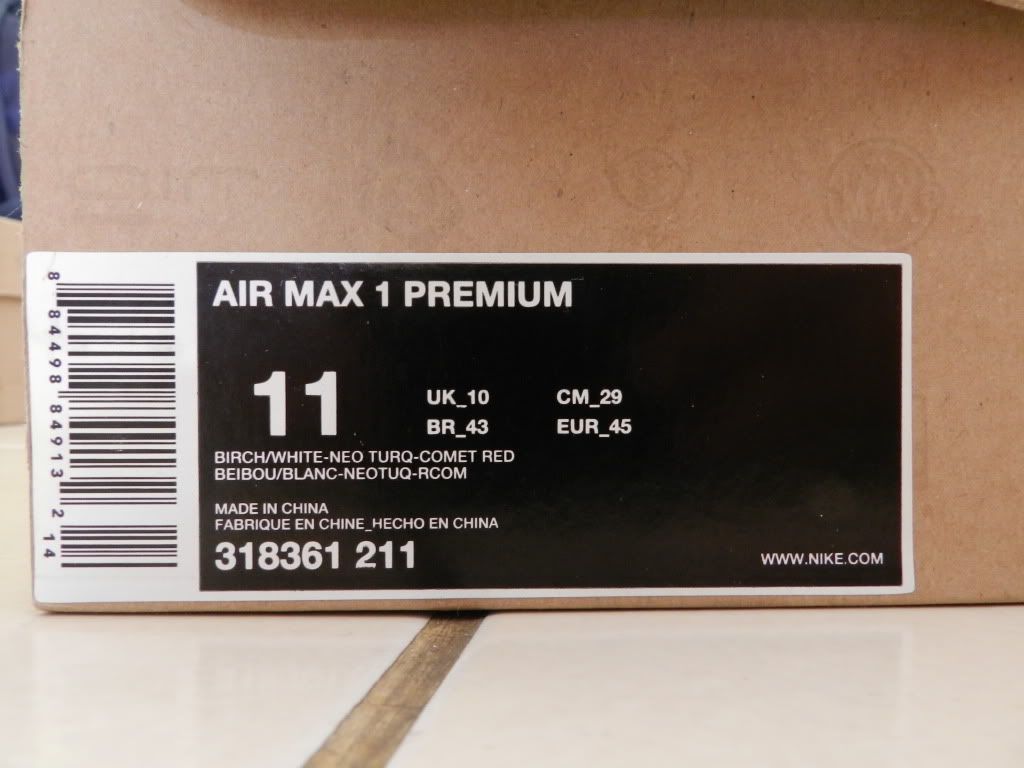 AIR MAX 1 PREMIUM
11
UK_10 CM_29
BR_43 EUR_45
BIRCH/WHITE-NEO TURQ-COMET RED
BEIBOU/BLANC-NEOTUQ-RCOM
MADE IN CHINA
FABRIQUE EN CHINE_HECHO EN CHINA
318361 211
WWW.NIKE.COM
8 84498 84913 2 14
MAX